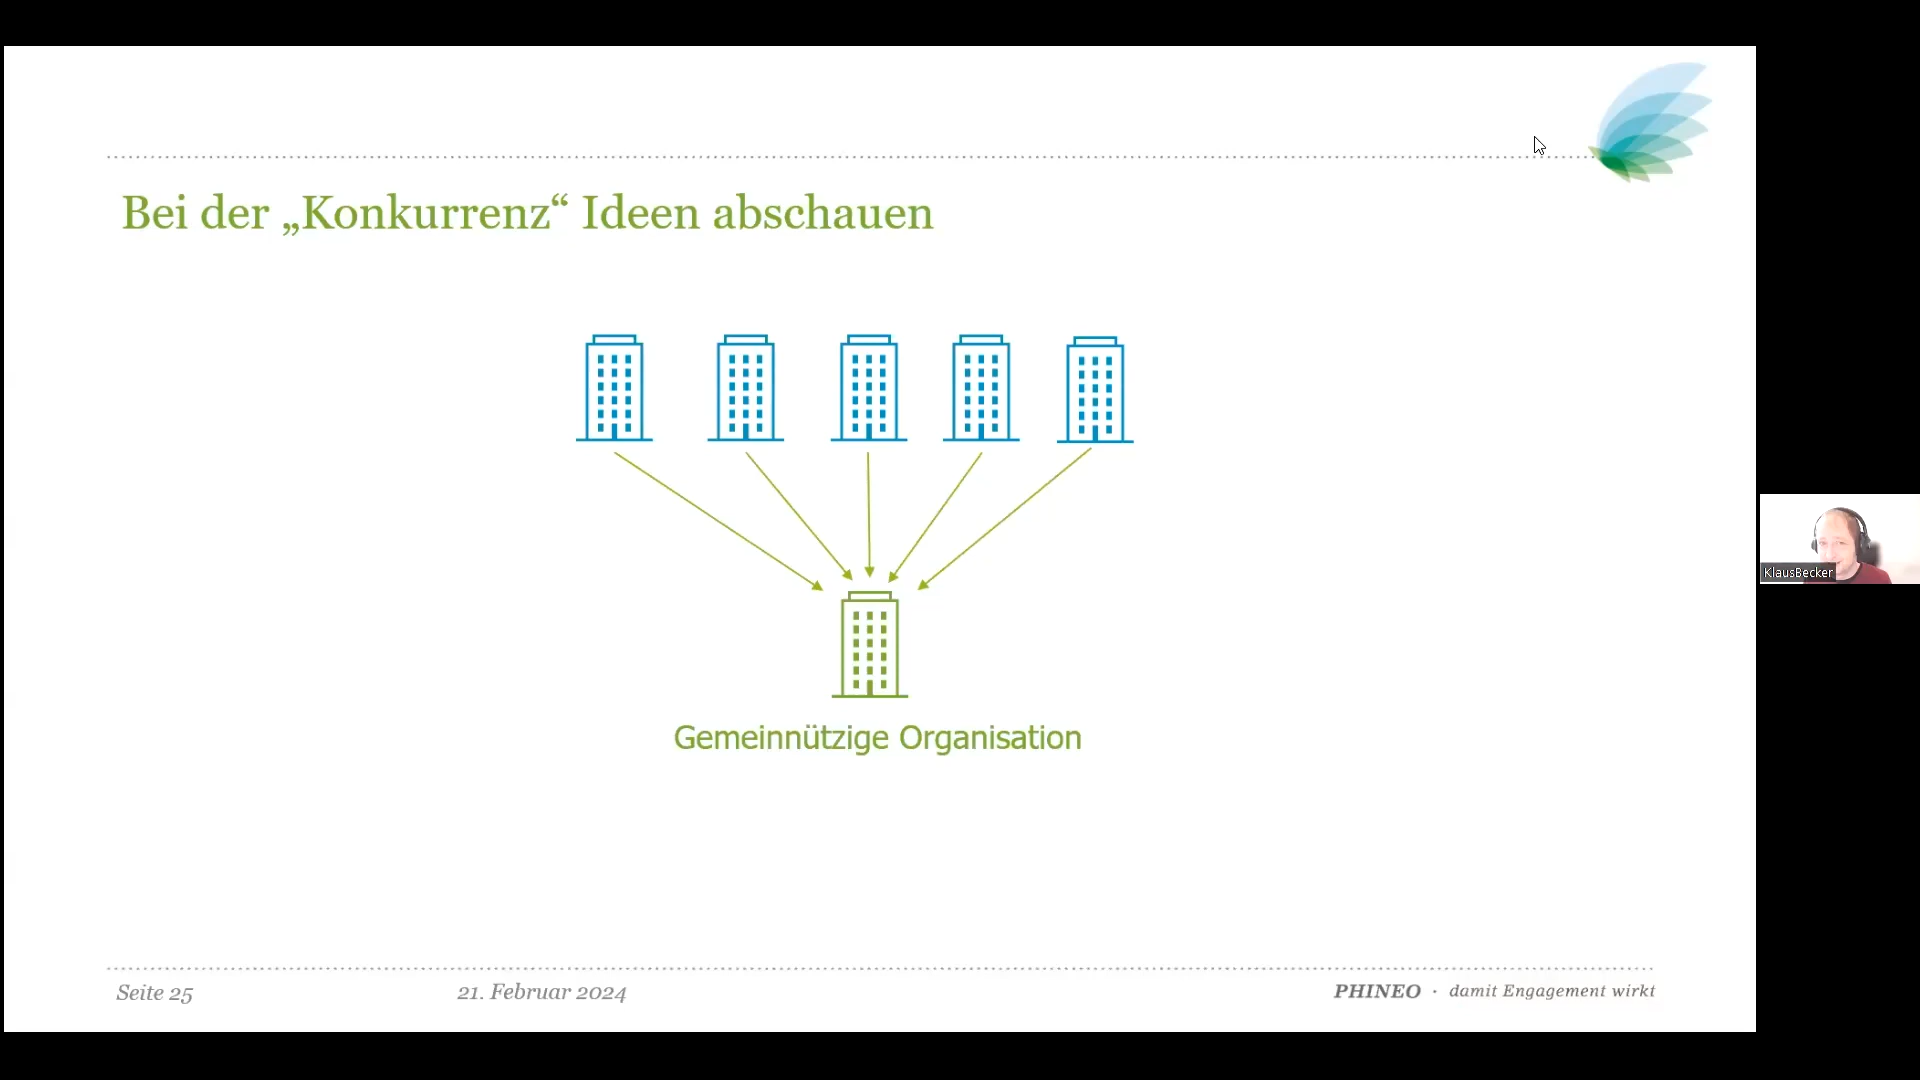 Bei der „Konkurrenz“ Ideen abschauen
Gemeinnützige Organisation
KlausBecker
Seite 25
21. Februar 2024
PHINEO · damit Engagement wirkt